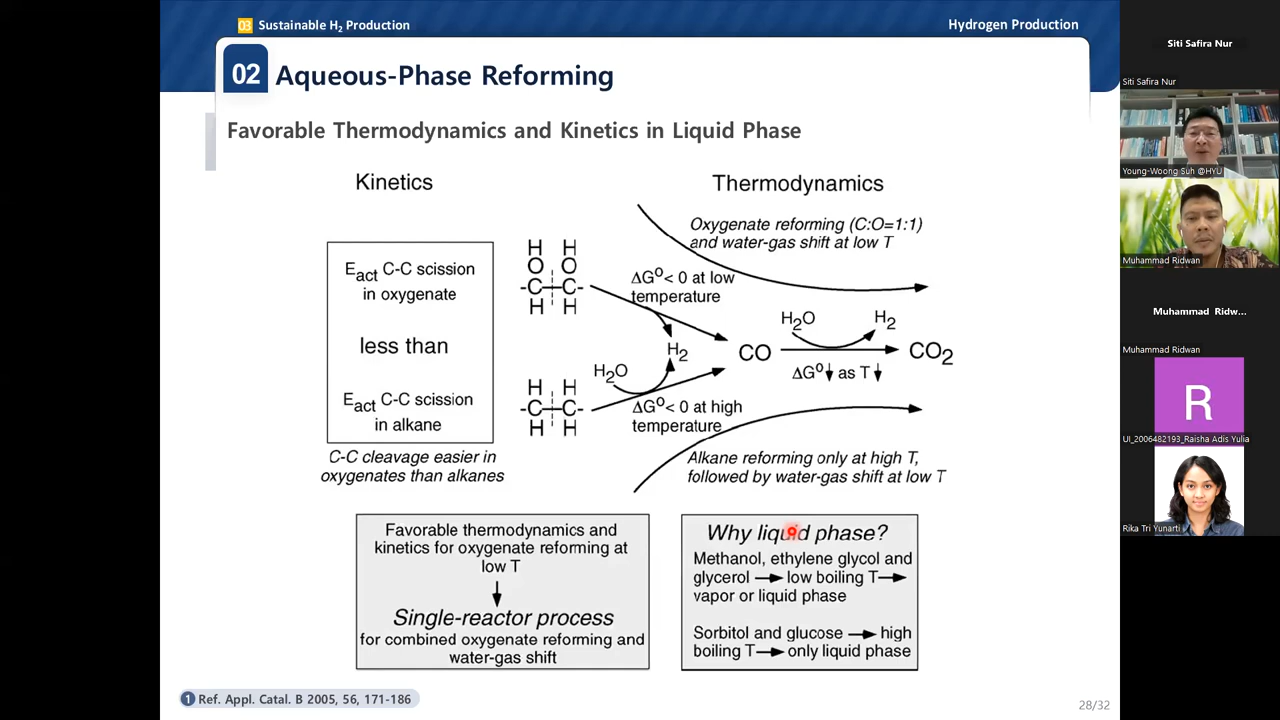 03 Sustainable H₂ Production
Hydrogen Production
02 Aqueous-Phase Reforming
Favorable Thermodynamics and Kinetics in Liquid Phase
Kinetics
Thermodynamics
Eact C-C scission
in oxygenate
less than
Eact C-C scission
in alkane
C-C cleavage easier in
oxygenates than alkanes
H H
O O
-C-C-
H H
H H
-C-C-
H H
Oxygenate reforming (C:O=1:1)
and water-gas shift at low T
ΔG° < 0 at low
temperature
H₂
H₂O
ΔG° < 0 at high
temperature
CO
H₂O
H₂
CO₂
ΔG°↓ as T↓
Alkane reforming only at high T,
followed by water-gas shift at low T
Favorable thermodynamics and
kinetics for oxygenate reforming at
low T
↓
Single-reactor process
for combined oxygenate reforming and
water-gas shift
Why liquid phase?
Methanol, ethylene glycol and
glycerol → low boiling T →
vapor or liquid phase
Sorbitol and glucose → high
boiling T → only liquid phase
1 Ref. Appl. Catal. B 2005, 56, 171-186
28/32
Siti Safira Nur
Siti Safira Nur
Young-Woong Suh @HYU
Muhammad Ridwan
Muhammad Ridw...
Muhammad Ridwan
R
UI_2006482193_Raisha Adis Yulia
Rika Tri Yunarti